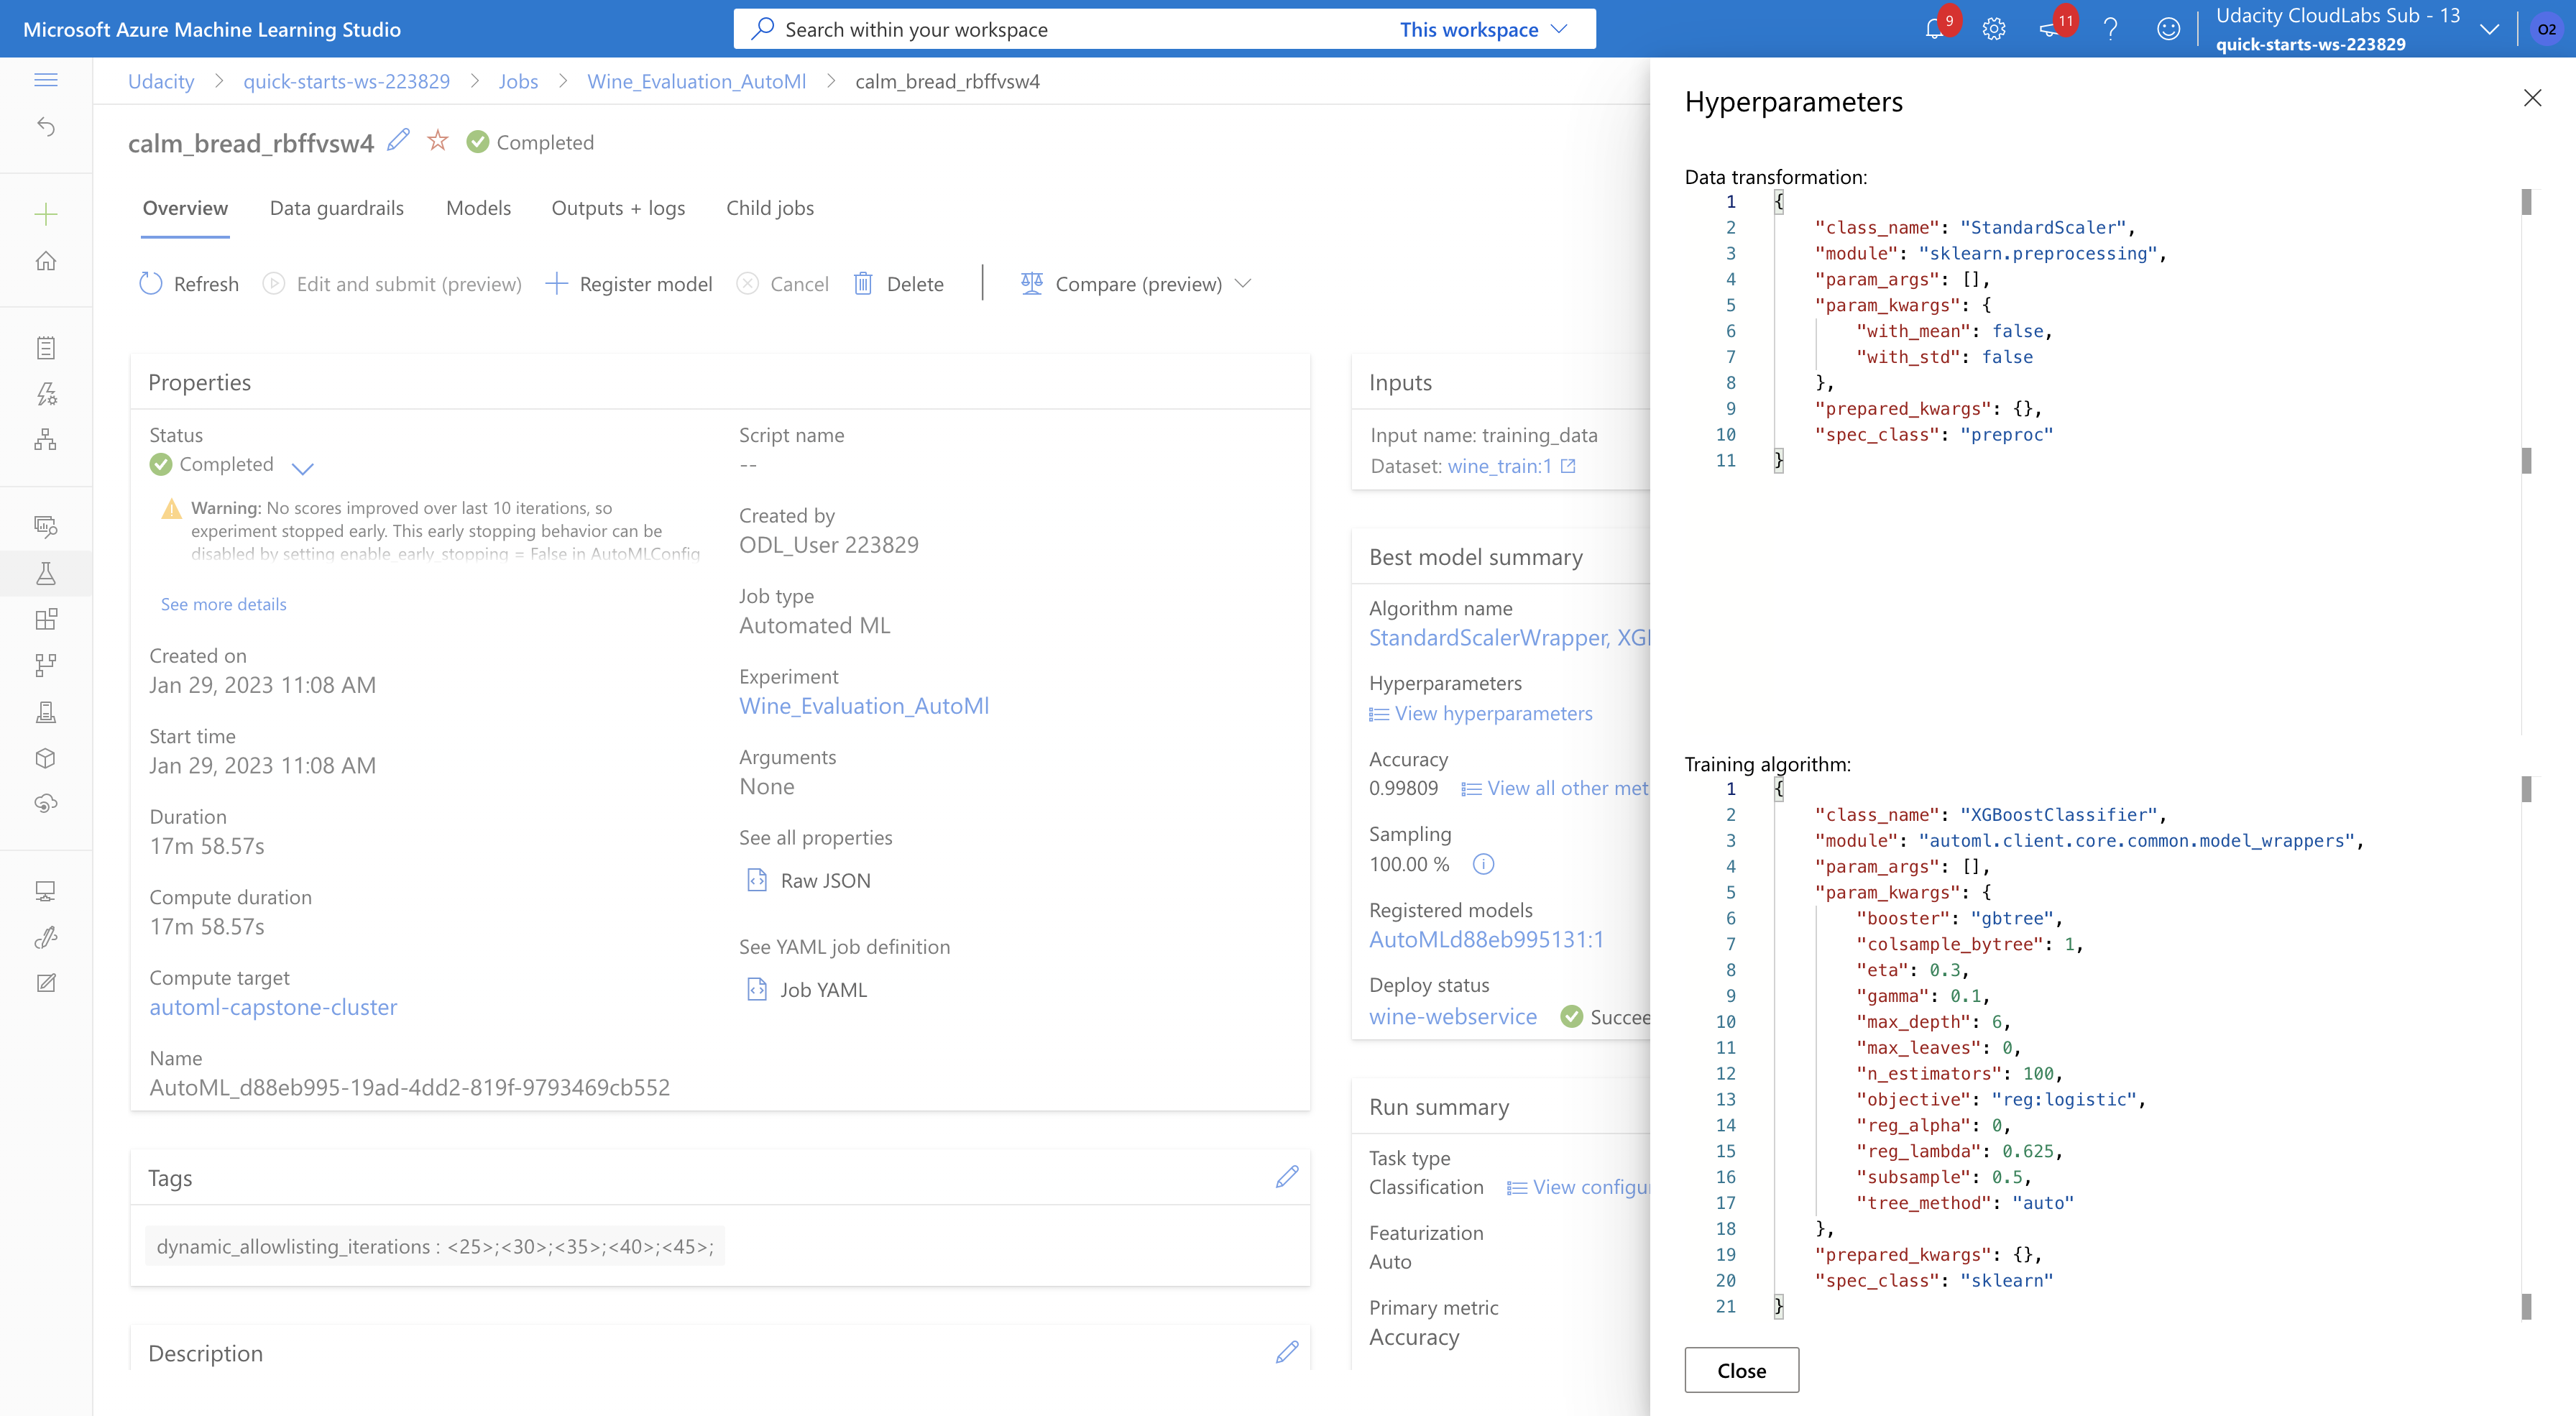 Microsoft Azure Machine Learning Studio
Search within your workspace
This workspace
9
11
Udacity CloudLabs Sub - 13
quick-starts-ws-223829
O2
Udacity > quick-starts-ws-223829 > Jobs > Wine_Evaluation_AutoMl > calm_bread_rbffvsw4
calm_bread_rbffvsw4
Completed
Overview
Data guardrails
Models
Outputs + logs
Child jobs
Refresh
Edit and submit (preview)
Register model
Cancel
Delete
Compare (preview)
Properties
Status
Completed
Warning: No scores improved over last 10 iterations, so
experiment stopped early. This early stopping behavior can be
disabled by setting enable_early_stopping = False in AutoMLConfig
See more details
Created on
Jan 29, 2023 11:08 AM
Start time
Jan 29, 2023 11:08 AM
Duration
17m 58.57s
Compute duration
17m 58.57s
Compute target
automl-capstone-cluster
Name
AutoML_d88eb995-19ad-4dd2-819f-9793469cb552
Script name
--
Created by
ODL_User 223829
Job type
Automated ML
Experiment
Wine_Evaluation_AutoMl
Arguments
None
See all properties
Raw JSON
See YAML job definition
Job YAML
Tags
dynamic_allowlisting_iterations : <25>;<30>;<35>;<40>;<45>;
Description
Inputs
Input name: training_data
Dataset: wine_train:1
Best model summary
Algorithm name
StandardScalerWrapper,
Hyperparameters
View hyperparameters
Accuracy
0.99809
View all other
Sampling
100.00 %
Registered models
AutoMLd88eb995131:1
Deploy status
wine-webservice
Run summary
Task type
Classification
View
Featurization
Auto
Primary metric
Accuracy
Hyperparameters
Data transformation:
1 {
2 "class_name": "StandardScaler",
3 "module": "sklearn.preprocessing",
4 "param_args": [],
5 "param_kwargs": {
6 "with_mean": false,
7 "with_std": false
8 },
9 "prepared_kwargs": {},
10 "spec_class": "preproc"
11 }
Training algorithm:
1 {
2 "class_name": "XGBoostClassifier",
3 "module": "automl.client.core.common.model_wrappers",
4 "param_args": [],
5 "param_kwargs": {
6 "booster": "gbtree",
7 "colsample_bytree": 1,
8 "eta": 0.3,
9 "gamma": 0.1,
10 "max_depth": 6,
11 "max_leaves": 0,
12 "n_estimators": 100,
13 "objective": "reg:logistic",
14 "reg_alpha": 0,
15 "reg_lambda": 0.625,
16 "subsample": 0.5,
17 "tree_method": "auto"
18 },
19 "prepared_kwargs": {},
20 "spec_class": "sklearn"
21 }
Close